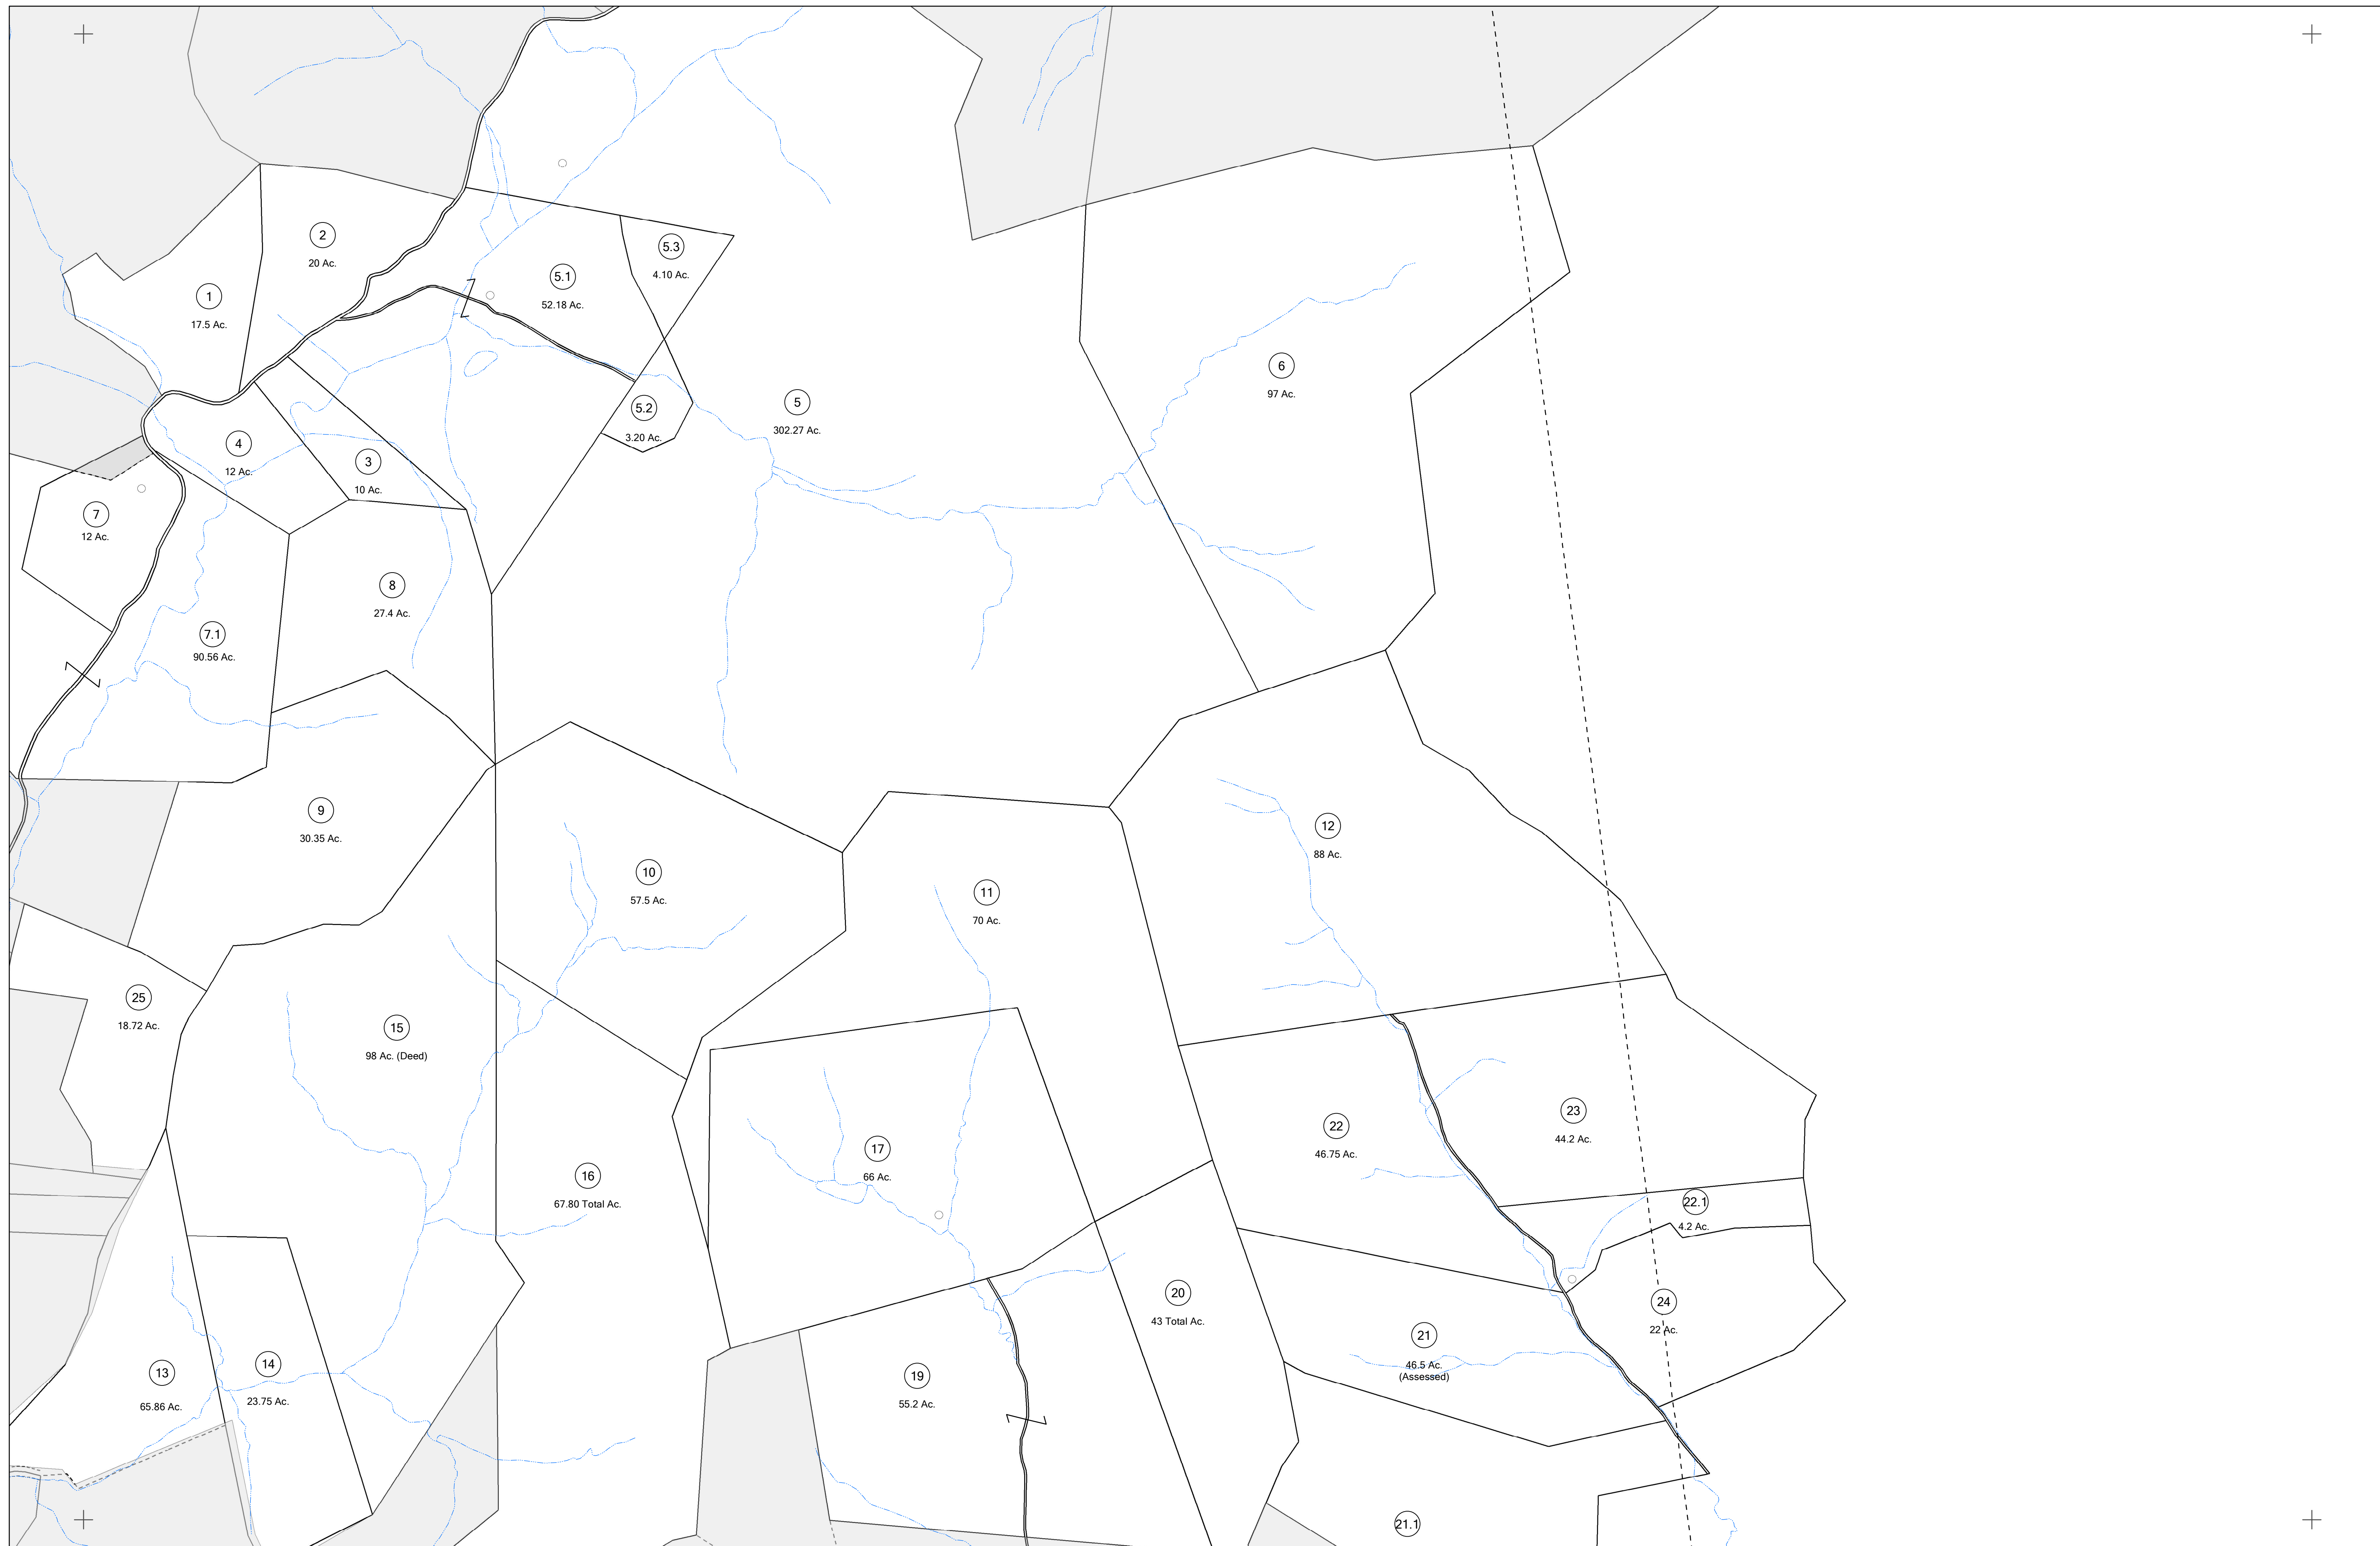 2
20 Ac.
5.3
4.10 Ac.
5.1
52.18 Ac.
1
17.5 Ac.
6
97 Ac.
5
302.27 Ac.
5.2
3.20 Ac.
4
12 Ac.
3
10 Ac.
7
12 Ac.
8
27.4 Ac.
7.1
90.56 Ac.
9
30.35 Ac.
12
88 Ac.
10
57.5 Ac.
11
70 Ac.
25
18.72 Ac.
15
98 Ac. (Deed)
23
44.2 Ac.
22
46.75 Ac.
17
66 Ac.
16
67.80 Total Ac.
22.1
4.2 Ac.
20
43 Total Ac.
24
22 Ac.
21
46.5 Ac.
(Assessed)
14
23.75 Ac.
13
65.86 Ac.
19
55.2 Ac.
21.1